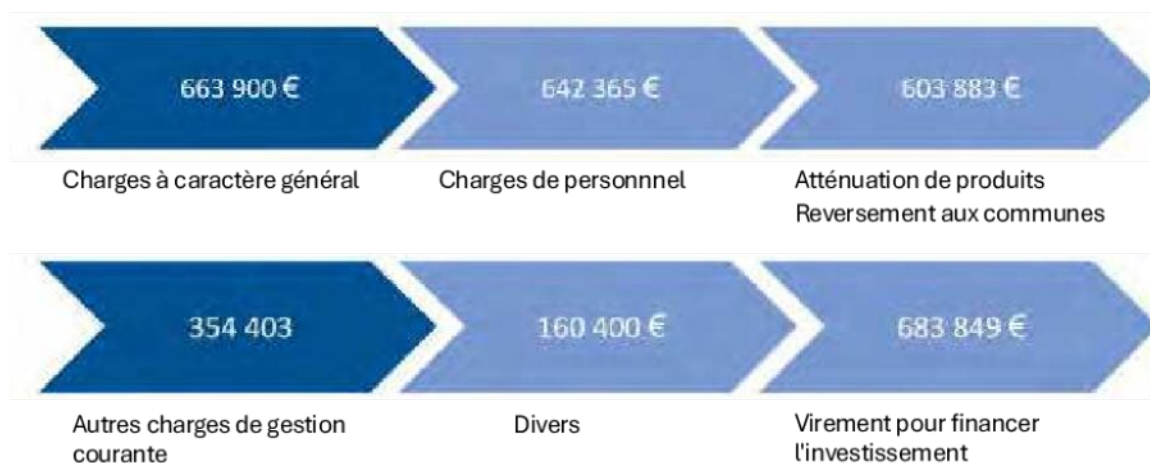 663 900 €
642 365 €
603 883 €
Charges à caractère général
Charges de personnnel
Atténuation de produits
Reversement aux communes
354 403
160 400 €
683 849 €
Autres charges de gestion
courante
Divers
Virement pour financer
l'investissement